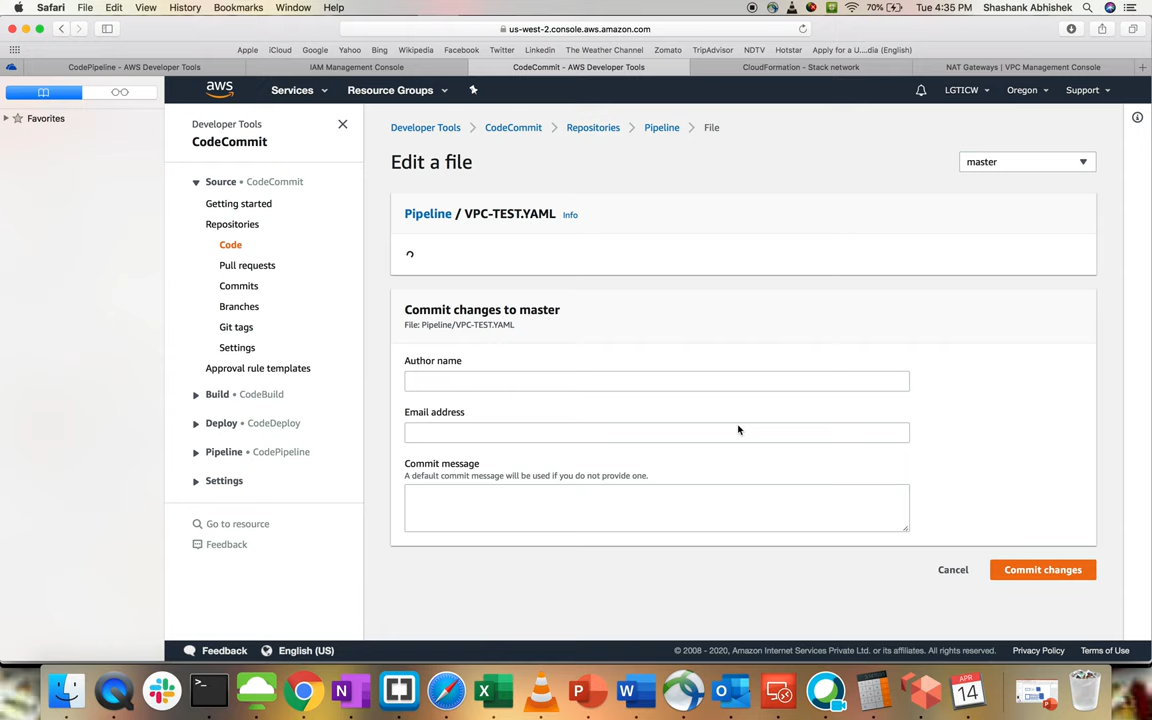 Safari File Edit View History Bookmarks Window Help 70% Tue 4:35 PM Shashank Abhishek
us-west-2.console.aws.amazon.com
Apple iCloud Google Yahoo Bing Wikipedia Facebook Twitter Linkedin The Weather Channel Zomato TripAdvisor NDTV Hotstar Apply for a U....dia (English)
CodePipeline - AWS Developer Tools IAM Management Console CodeCommit - AWS Developer Tools CloudFormation - Stack network NAT Gateways | VPC Management Console
Favorites
aws Services Resource Groups LGTICW Oregon Support
Developer Tools
CodeCommit
Source • CodeCommit
Getting started
Repositories
Code
Pull requests
Commits
Branches
Git tags
Settings
Approval rule templates
Build • CodeBuild
Deploy • CodeDeploy
Pipeline • CodePipeline
Settings
Go to resource
Feedback
Developer Tools CodeCommit Repositories Pipeline File
Edit a file
master
Pipeline / VPC-TEST.YAML Info
Commit changes to master
File: Pipeline/VPC-TEST.YAML
Author name
Email address
Commit message
A default commit message will be used if you do not provide one.
Cancel Commit changes
Feedback English (US) © 2008 - 2020, Amazon Internet Services Private Ltd. or its affiliates. All rights reserved. Privacy Policy Terms of Use
APR
14